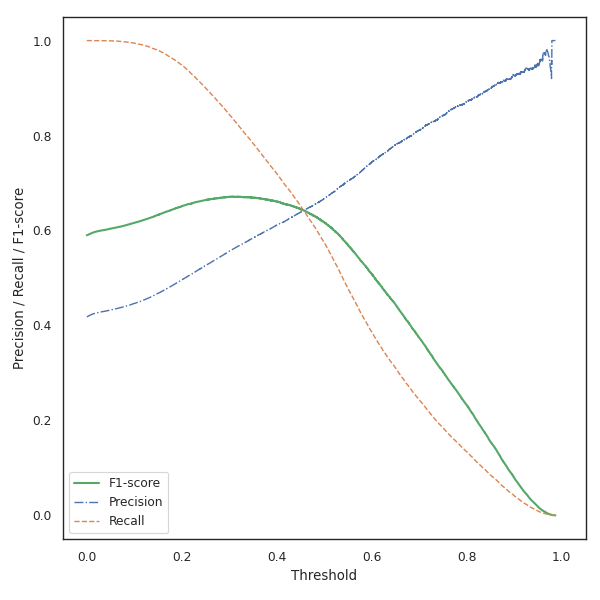 1.0
0.8
0.6
0.4
0.2
0.0
Precision / Recall / F1-score
F1-score
Precision
Recall
0.0 0.2 0.4 0.6 0.8 1.0
Threshold